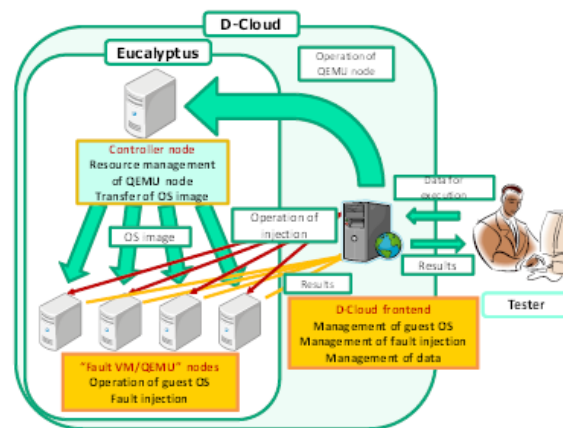 D-Cloud
Eucalyptus
Operation of
QEMU node
Controller node
Resource management
of QEMU node
Transfer of OS image
Data for
execution
Operation of
injection
OS image
Results
Results
Tester
D-Cloud frontend
Management of guest OS
Management of fault injection
Management of data
"Fault VM/QEMU" nodes
Operation of guest OS
Fault injection